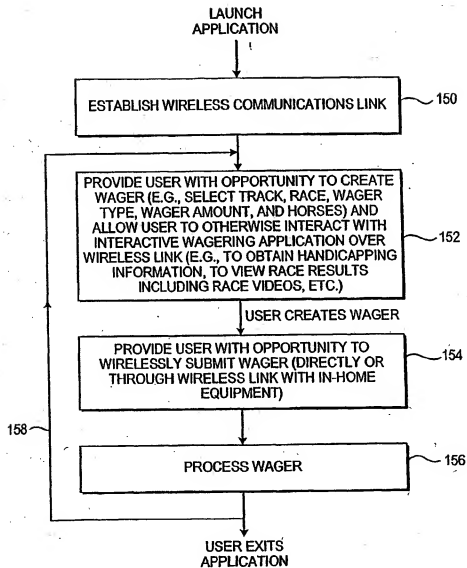 LAUNCH
APPLICATION
ESTABLISH WIRELESS COMMUNICATIONS LINK
150
PROVIDE USER WITH OPPORTUNITY TO CREATE
WAGER (E.G., SELECT TRACK, RACE, WAGER
TYPE, WAGER AMOUNT, AND HORSES) AND
ALLOW USER TO OTHERWISE INTERACT WITH
INTERACTIVE WAGERING APPLICATION OVER
WIRELESS LINK (E.G., TO OBTAIN HANDICAPPING
INFORMATION, TO VIEW RACE RESULTS
INCLUDING RACE VIDEOS, ETC.)
152
USER CREATES WAGER
PROVIDE USER WITH OPPORTUNITY TO
WIRELESSLY SUBMIT WAGER (DIRECTLY OR
THROUGH WIRELESS LINK WITH IN-HOME
EQUIPMENT)
154
158
PROCESS WAGER
156
USER EXITS
APPLICATION